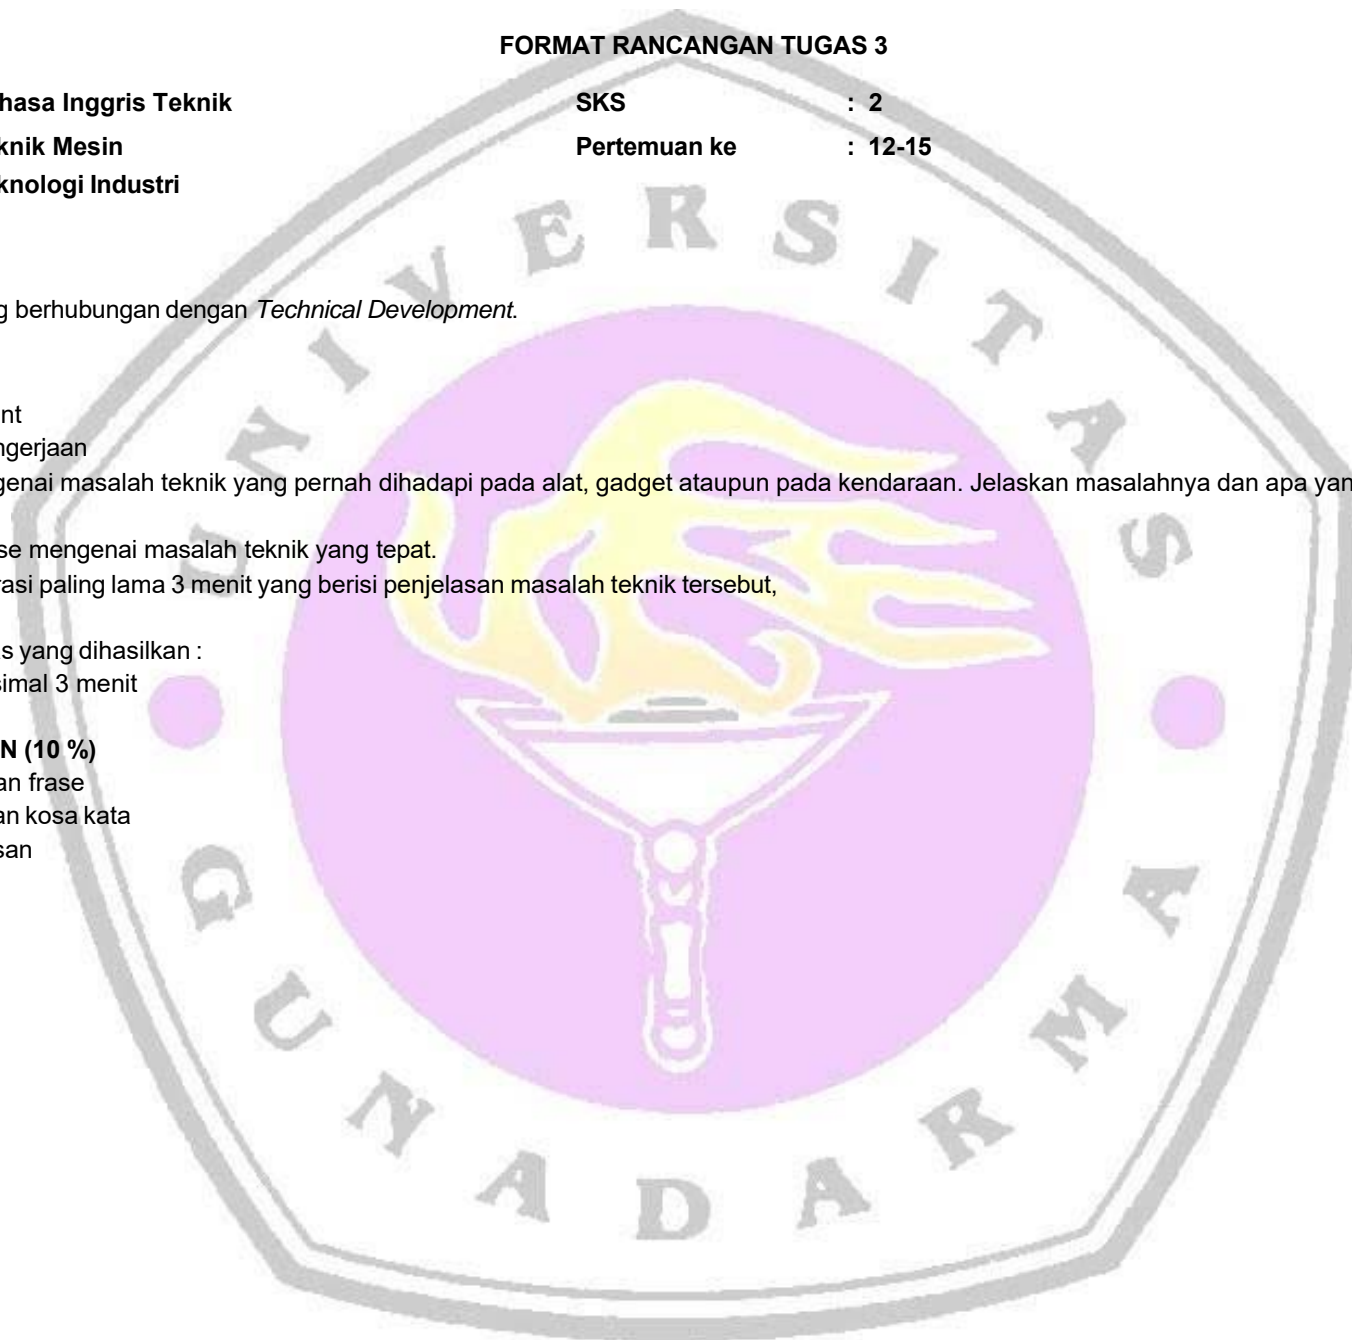 FORMAT RANCANGAN TUGAS 3
hasa Inggris Teknik SKS : 2
knik Mesin Pertemuan ke : 12-15
knologi Industri
UNIVERSITAS
g berhubungan dengan Technical Development.
nt
ngerjaan
genai masalah teknik yang pernah dihadapi pada alat, gadget ataupun pada kendaraan. Jelaskan masalahnya dan apa yan
se mengenai masalah teknik yang tepat.
rasi paling lama 3 menit yang berisi penjelasan masalah teknik tersebut,
s yang dihasilkan :
simal 3 menit
N (10 %)
an frase
an kosa kata
san
GUNADARMA